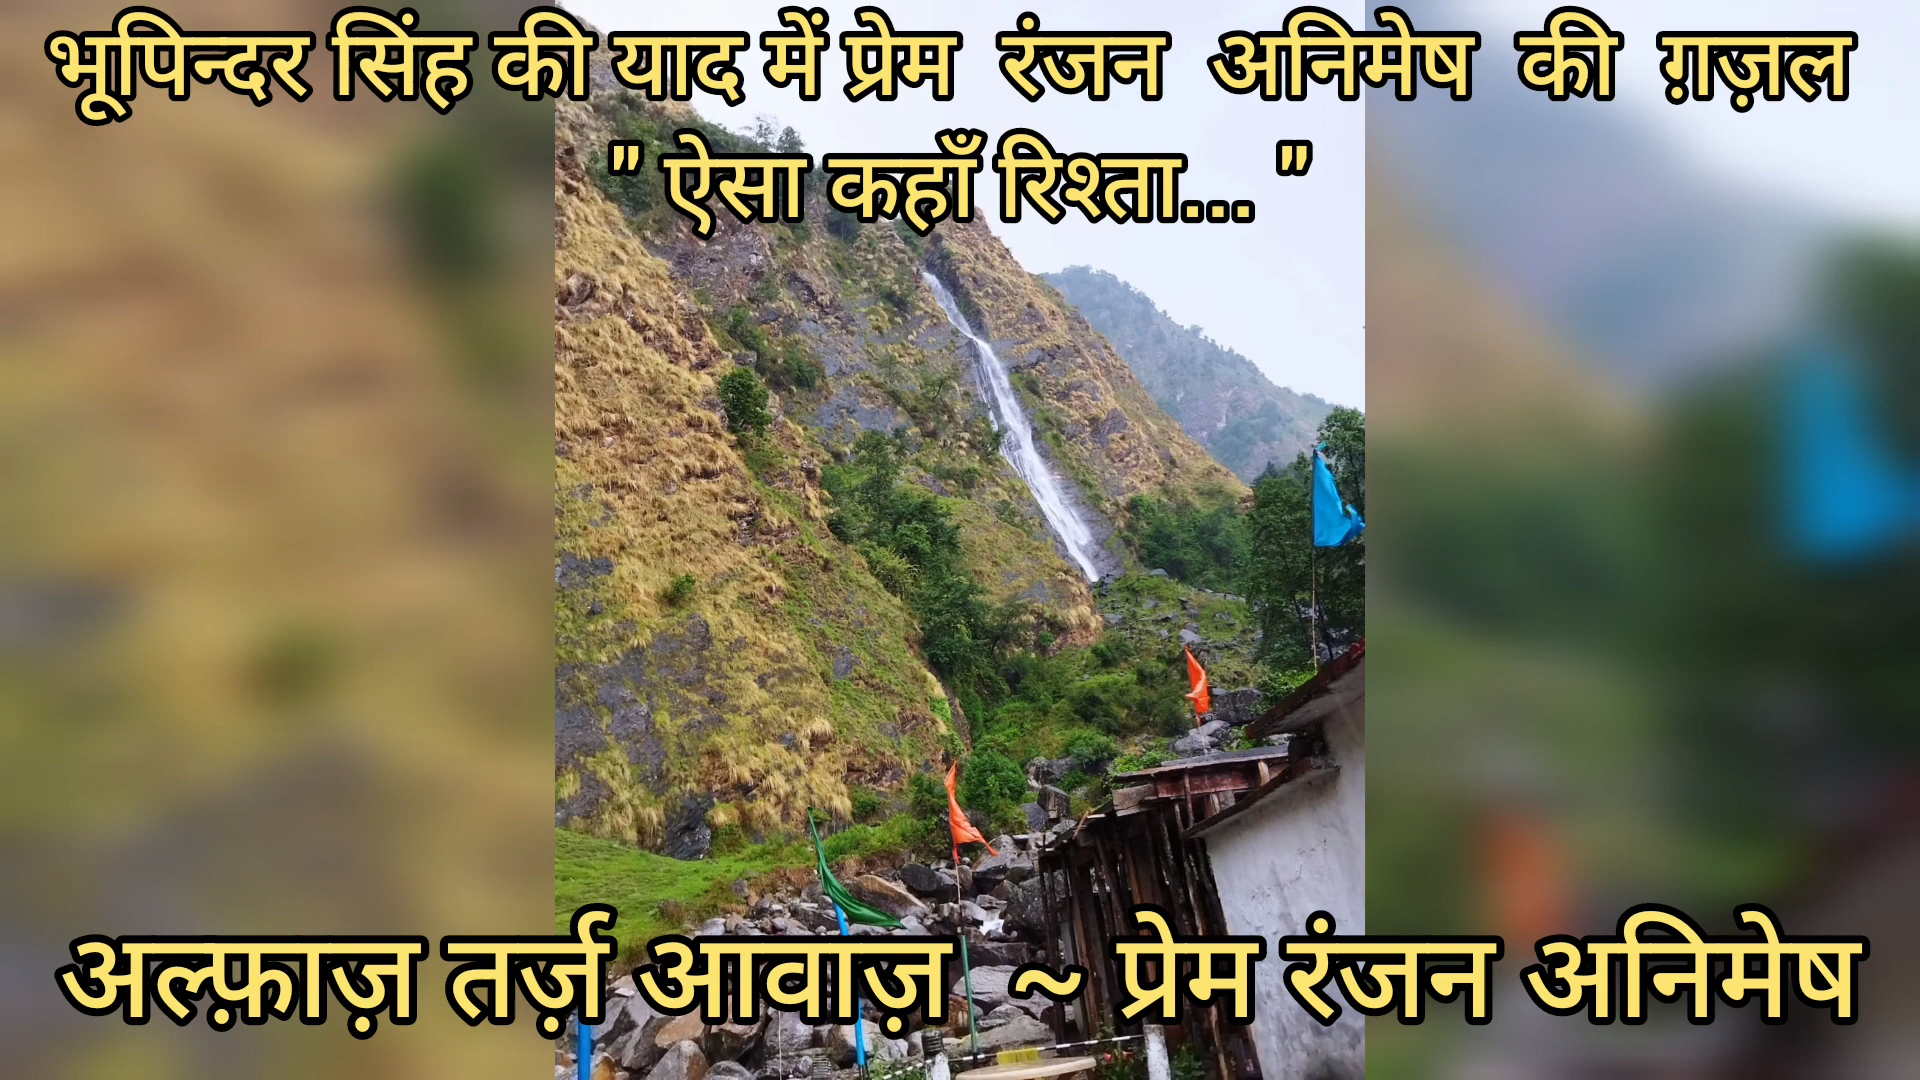 भूपिन्दर सिंह की याद में प्रेम रंजन अनिमेष की ग़ज़ल
" ऐसा कहाँ रिश्ता... "
अल्फ़ाज़ तर्ज़ आवाज़ ~ प्रेम रंजन अनिमेष